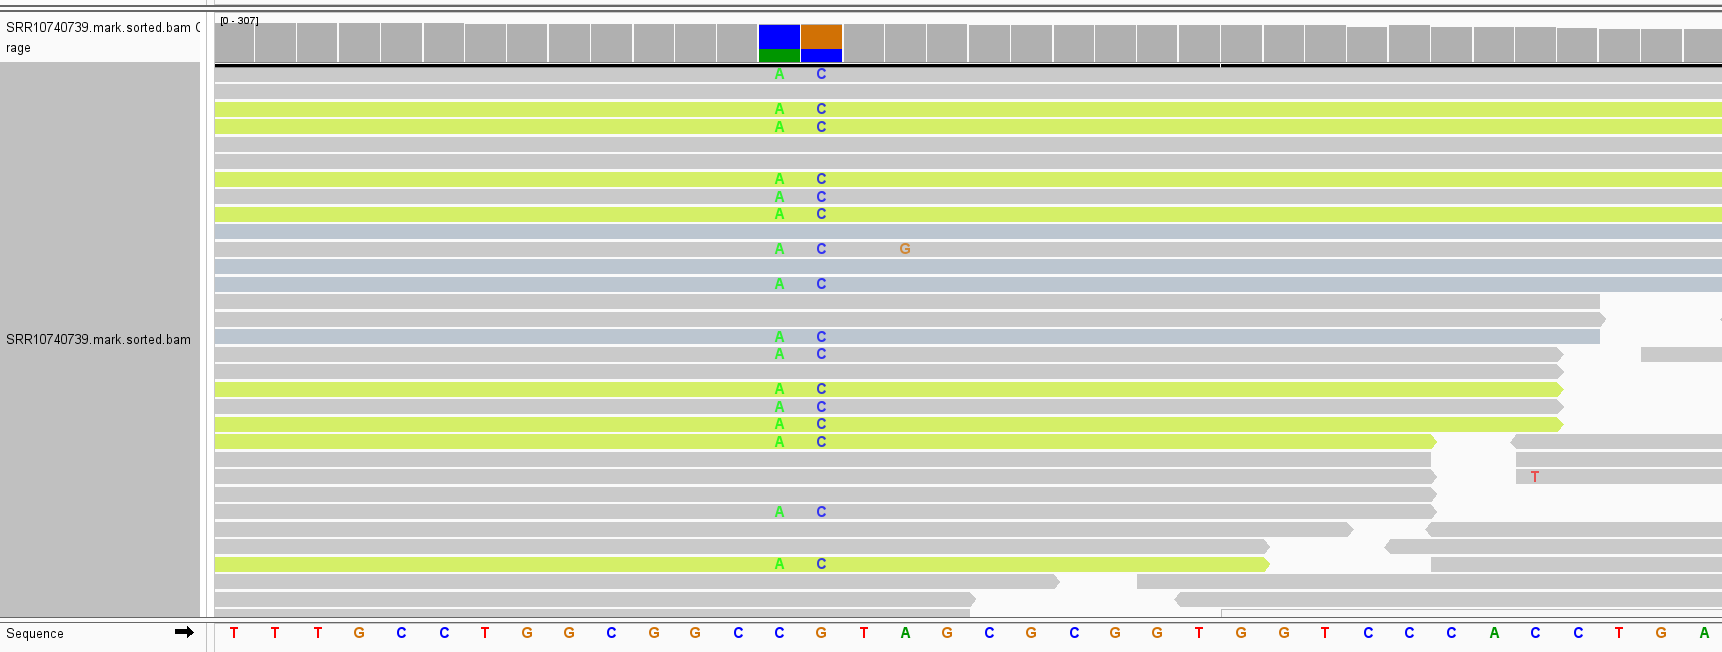 SRR10740739.mark.sorted.bam C
rage
[0 - 307]
A C
A C
A C
A C
A C
A C
A C G
A C
SRR10740739.mark.sorted.bam
A C
A C
A C
A C
A C
A C
T
A C
A C
Sequence T T T G C C T G G C G G C C G T A G C G C G G T G G T C C C A C C T G A